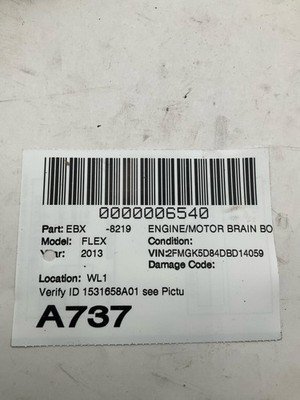 0000006540
Part: EBX -8219 ENGINE/MOTOR BRAIN BO
Model: FLEX Condition:
Year: 2013 VIN:2FMGK5D84DBD14059
Damage Code:
Location: WL1
Verify ID 1531658A01 see Pictu
A737